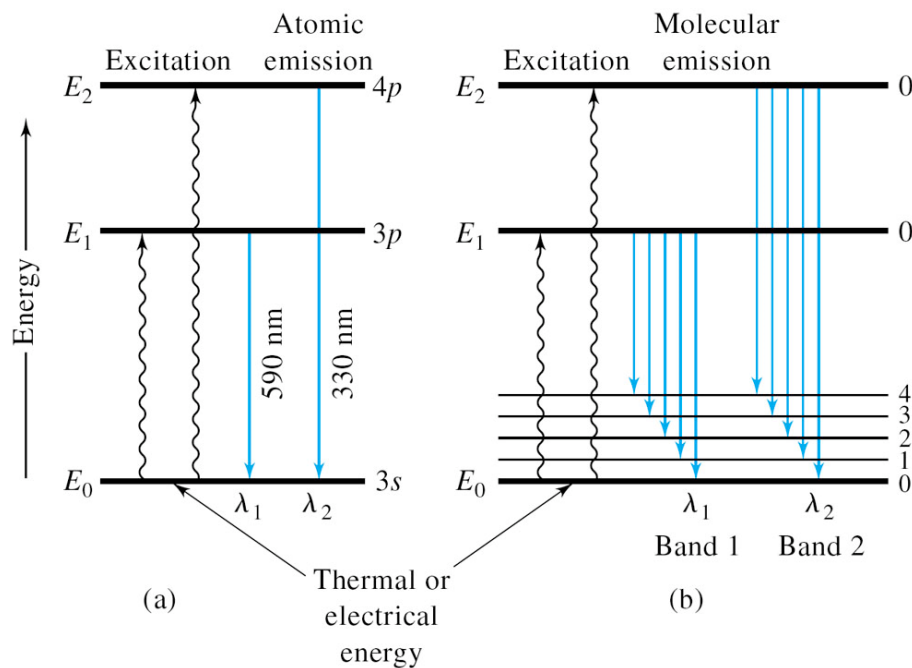 Atomic
Excitation emission
E₂ 4p
Energy
E₁ 3p
590 nm
330 nm
E₀ 3s
λ₁ λ₂
(a)
Thermal or
electrical
energy
Molecular
Excitation emission
E₂ 0
E₁ 0
4
3
2
1
E₀ 0
λ₁ λ₂
Band 1 Band 2
(b)